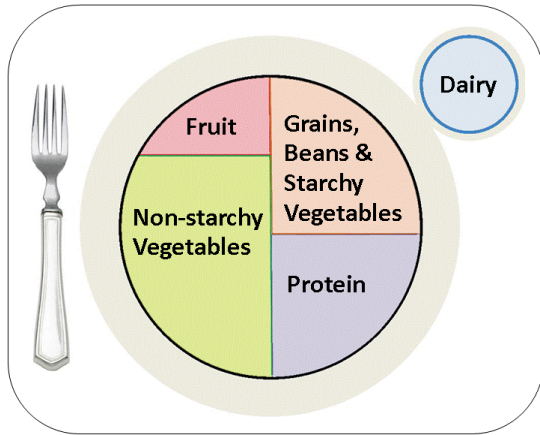 Dairy
Fruit
Grains,
Beans &
Starchy
Vegetables
Non-starchy
Vegetables
Protein